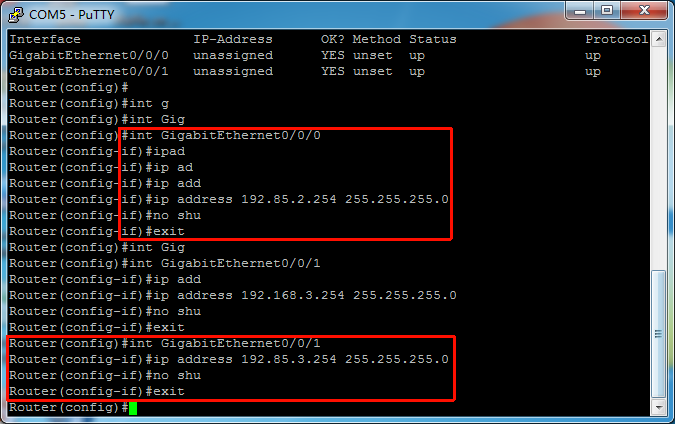 COM5 - PuTTY
Interface IP-Address OK? Method Status Protocol
GigabitEthernet0/0/0 unassigned YES unset up up
GigabitEthernet0/0/1 unassigned YES unset up up
Router(config)#
Router(config)#int g
Router(config)#int Gig
Router(config)#int GigabitEthernet0/0/0
Router(config-if)#ipad
Router(config-if)#ip ad
Router(config-if)#ip add
Router(config-if)#ip address 192.85.2.254 255.255.255.0
Router(config-if)#no shu
Router(config-if)#exit
Router(config)#int Gig
Router(config)#int GigabitEthernet0/0/1
Router(config-if)#ip add
Router(config-if)#ip address 192.168.3.254 255.255.255.0
Router(config-if)#no shu
Router(config-if)#exit
Router(config)#int GigabitEthernet0/0/1
Router(config-if)#ip address 192.85.3.254 255.255.255.0
Router(config-if)#no shu
Router(config-if)#exit
Router(config)#